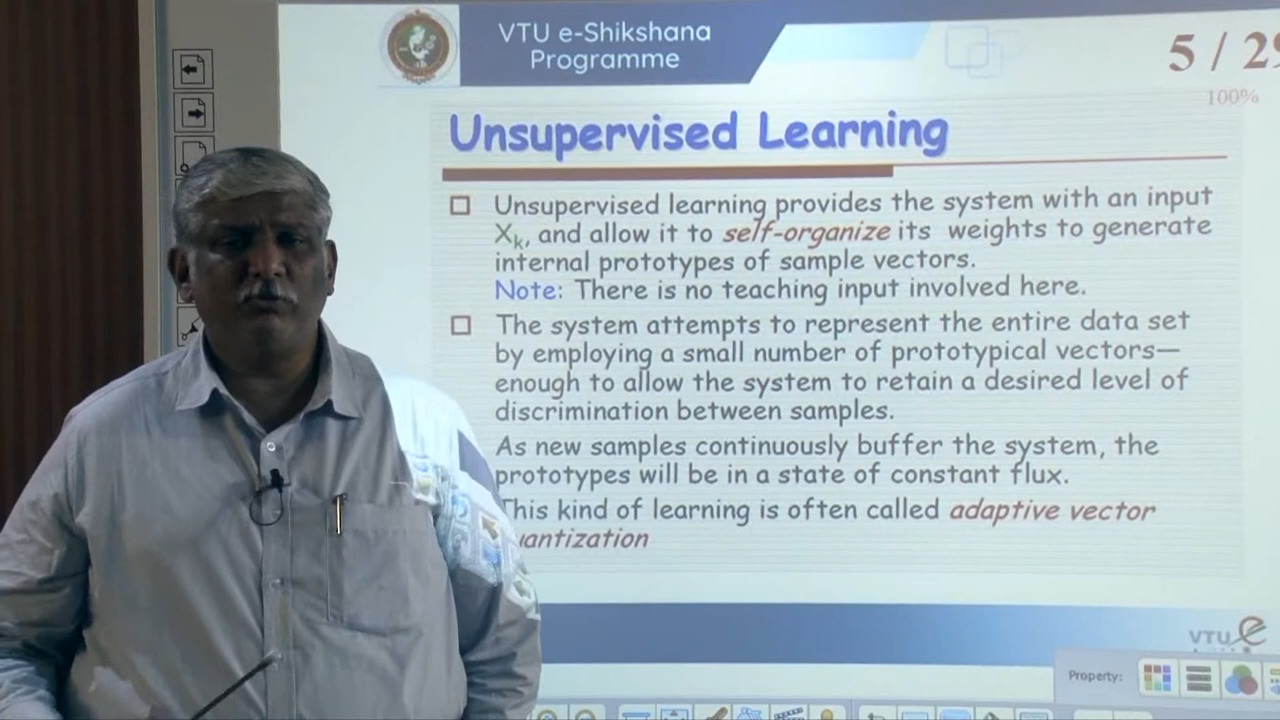 VTU e-Shikshana
Programme
5 / 29
100%
Unsupervised Learning
Unsupervised learning provides the system with an input
Xk, and allow it to self-organize its weights to generate
internal prototypes of sample vectors.
Note: There is no teaching input involved here.
The system attempts to represent the entire data set
by employing a small number of prototypical vectors—
enough to allow the system to retain a desired level of
discrimination between samples.
As new samples continuously buffer the system, the
prototypes will be in a state of constant flux.
This kind of learning is often called adaptive vector
uantization
VTU e
Property: